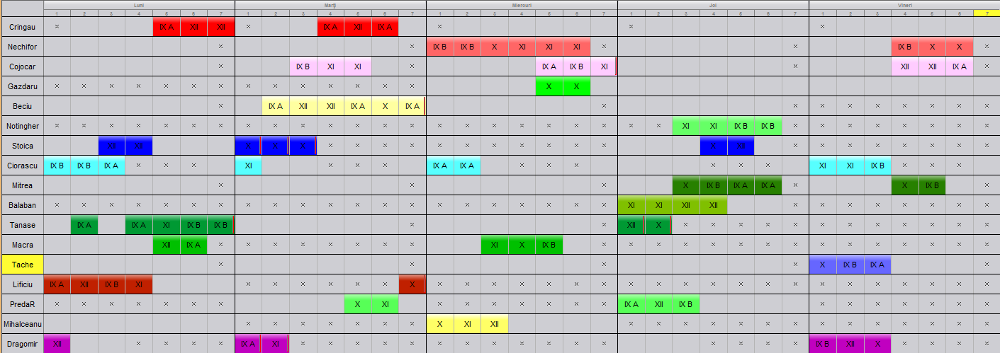 Luni Marţi Miercuri Joi Vineri
1 2 3 4 5 6 7 1 2 3 4 5 6 7 1 2 3 4 5 6 7 1 2 3 4 5 6 7 1 2 3 4 5 6 7
Cringau IX A XII XII IX A XII IX A
Nechifor IX B IX B X XI XI XI IX B X X
Cojocar IX B XI XI IX A IX B XI XII XII IX A
Gazdaru X X
Beciu IX A XII XII IX A X IX A
Notingher XI XI IX B IX B
Stoica XII XII X X X X XII
Ciorascu IX B IX B IX A XI IX A IX A XI XI IX B
Mitrea X IX B IX A IX A X IX B
Balaban XI XI XII XII
Tanase IX A IX A XI IX B IX B XII X
Macra XII IX A XI X IX B
Tache X IX B IX A
Lificiu IX A XII IX B XI X
PredaR X XI IX A XII IX B
Mihalceanu X XI XII
Dragomir XII IX A XI IX B XII X